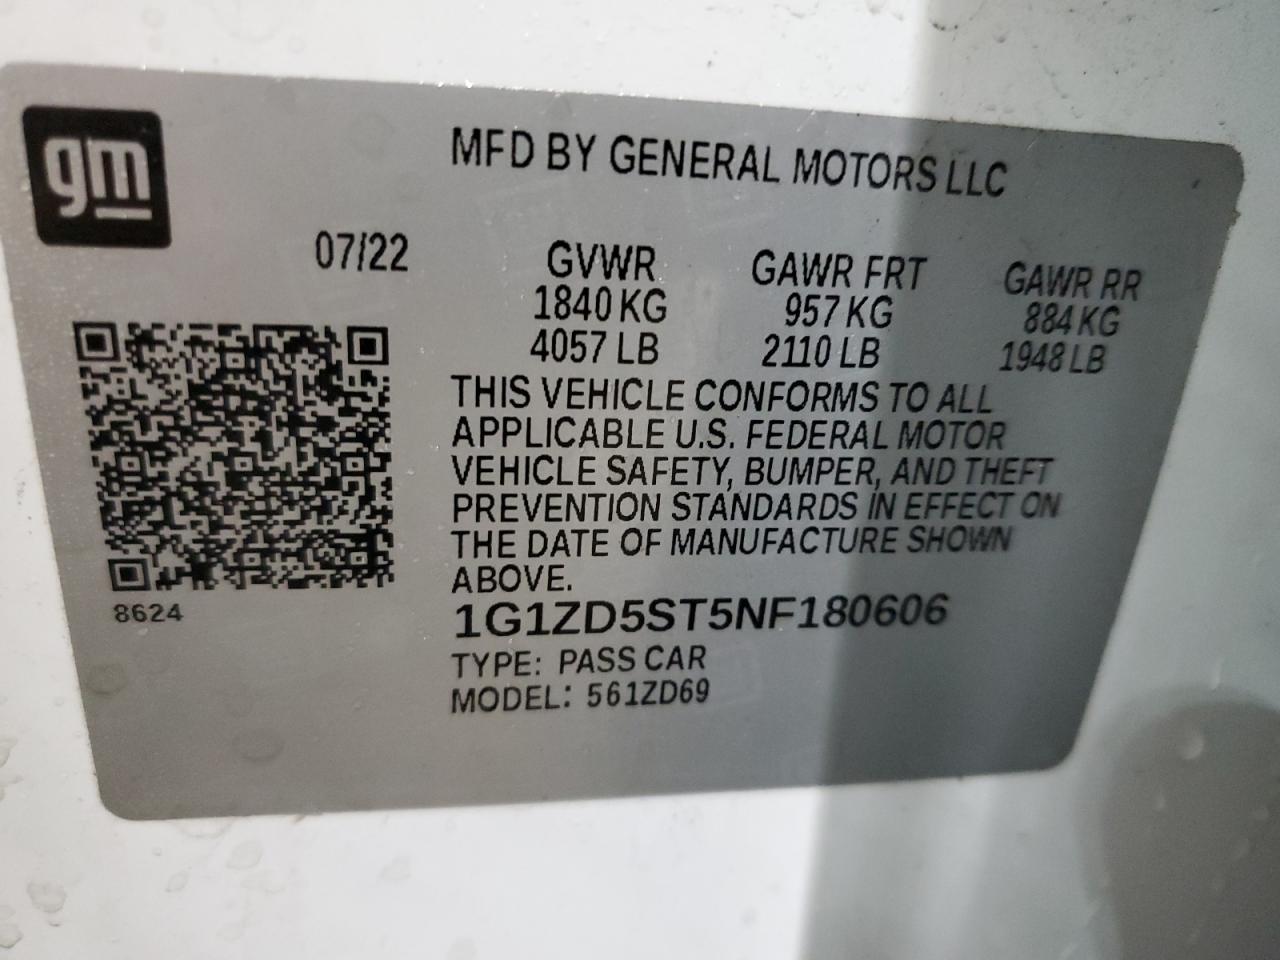 gm
MFD BY GENERAL MOTORS LLC
07/22 GVWR GAWR FRT GAWR RR
1840 KG 957 KG 884 KG
4057 LB 2110 LB 1948 LB
THIS VEHICLE CONFORMS TO ALL
APPLICABLE U.S. FEDERAL MOTOR
VEHICLE SAFETY, BUMPER, AND THEFT
PREVENTION STANDARDS IN EFFECT ON
THE DATE OF MANUFACTURE SHOWN
ABOVE.
8624
1G1ZD5ST5NF180606
TYPE: PASS CAR
MODEL: 561ZD69